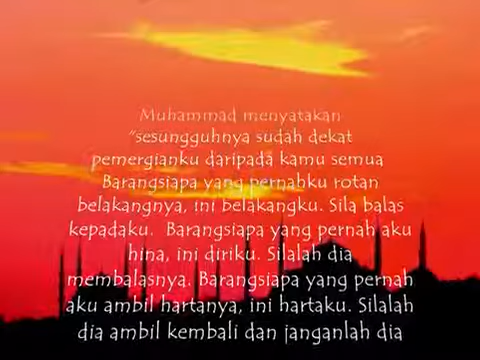 Muhammad menyatakan
"sesungguhnya sudah dekat
pemergianku daripada kamu semua
Barangsiapa yang pernahku rotan
belakangnya, ini belakangku. Sila balas
kepadaku. Barangsiapa yang pernah aku
hina, ini diriku. Silalah dia
membalasnya. Barangsiapa yang pernah
aku ambil hartanya, ini hartaku. Silalah
dia ambil kembali dan janganlah dia